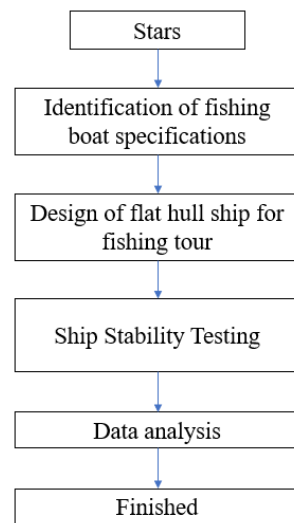 Stars
Identification of fishing
boat specifications
Design of flat hull ship for
fishing tour
Ship Stability Testing
Data analysis
Finished